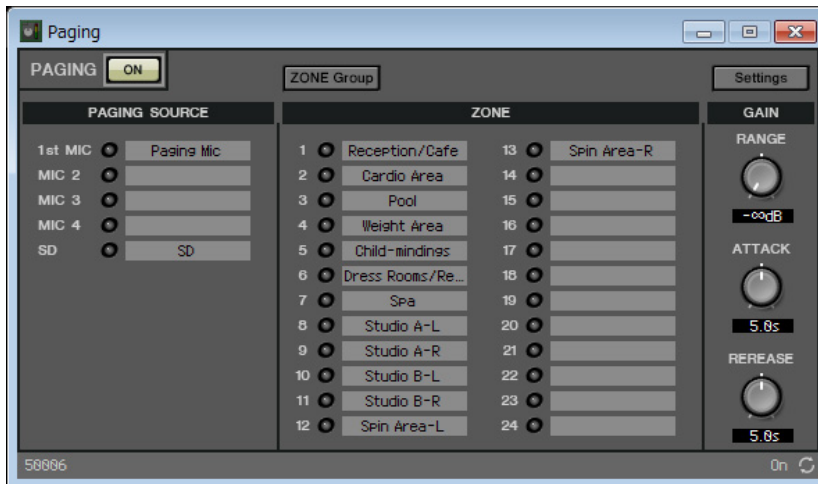 Paging
PAGING ON
ZONE Group
Settings
PAGING SOURCE
ZONE
GAIN
1st MIC Paging Mic
MIC 2
MIC 3
MIC 4
SD SD
1 Reception/Cafe
2 Cardio Area
3 Pool
4 Weight Area
5 Child-mindings
6 Dress Rooms/Re...
7 Spa
8 Studio A-L
9 Studio A-R
10 Studio B-L
11 Studio B-R
12 Spin Area-L
13 Spin Area-R
14
15
16
17
18
19
20
21
22
23
24
RANGE
-∞dB
ATTACK
5.0s
REREASE
5.0s
50006
On